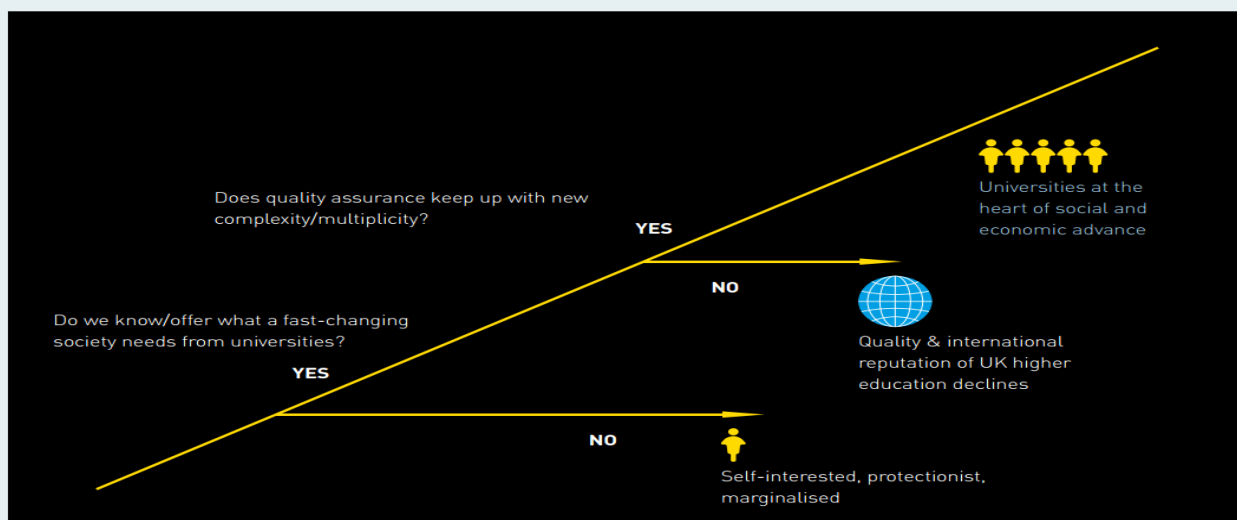 Universities at the
heart of social and
economic advance
Does quality assurance keep up with new
complexity/multiplicity?
YES
NO
Quality & international
reputation of UK higher
education declines
Do we know/offer what a fast-changing
society needs from universities?
YES
NO
Self-interested, protectionist,
marginalised